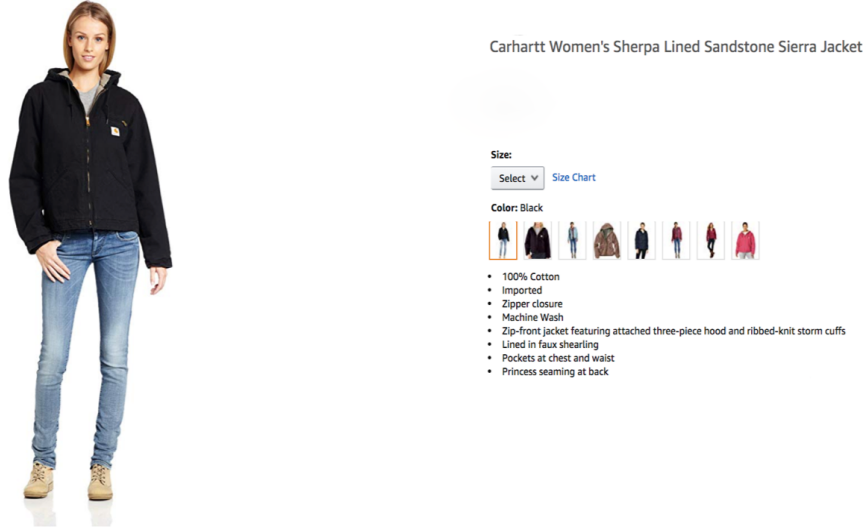 Carhartt Women's Sherpa Lined Sandstone Sierra Jacket
Size:
Select Size Chart
Color: Black
• 100% Cotton
• Imported
• Zipper closure
• Machine Wash
• Zip-front jacket featuring attached three-piece hood and ribbed-knit storm cuffs
• Lined in faux shearling
• Pockets at chest and waist
• Princess seaming at back